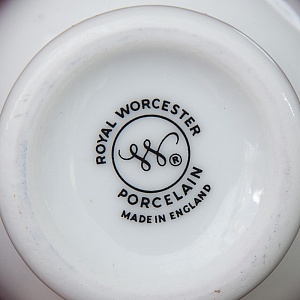 ROYAL WORCESTER
W ®
PORCELAIN
MADE IN ENGLAND